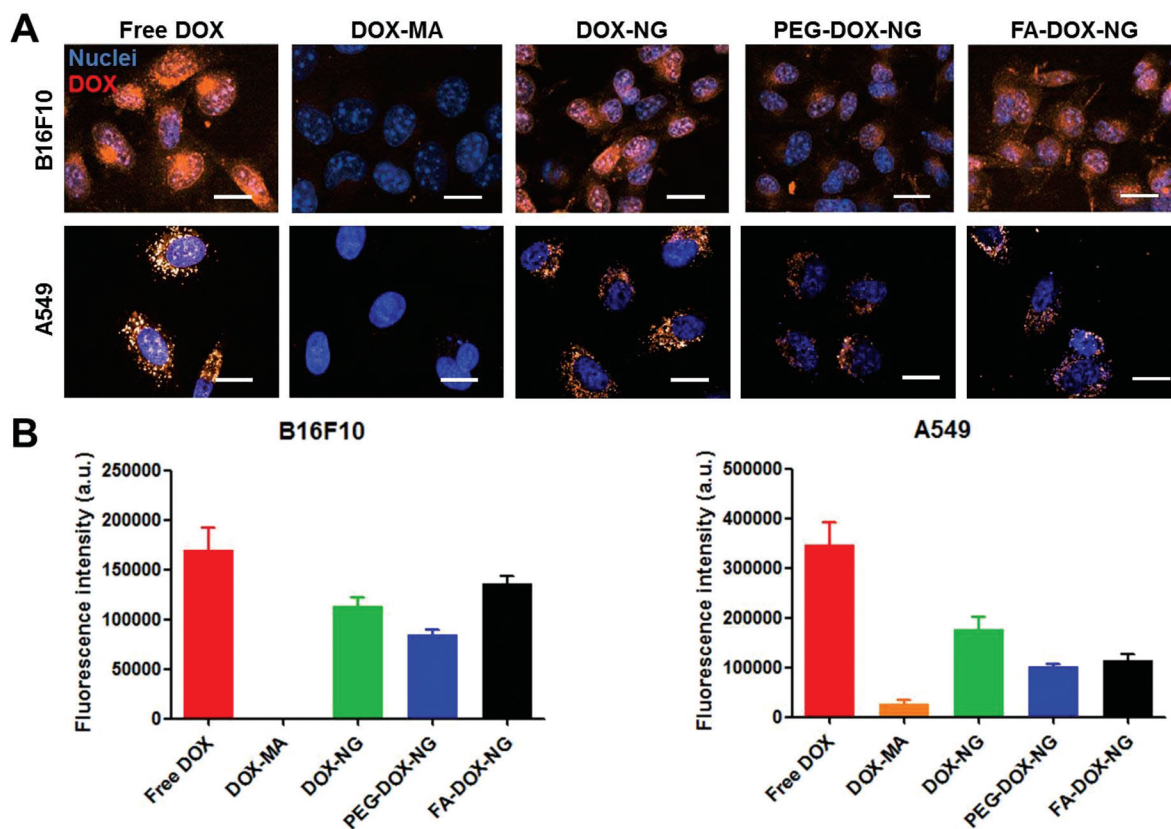 A
Free DOX DOX-MA DOX-NG PEG-DOX-NG FA-DOX-NG
Nuclei
DOX
B16F10
A549
B
B16F10
Fluorescence intensity (a.u.)
250000
200000
150000
100000
50000
0
Free DOX DOX-MA DOX-NG PEG-DOX-NG FA-DOX-NG
A549
Fluorescence intensity (a.u.)
500000
400000
300000
200000
100000
0
Free DOX DOX-MA DOX-NG PEG-DOX-NG FA-DOX-NG